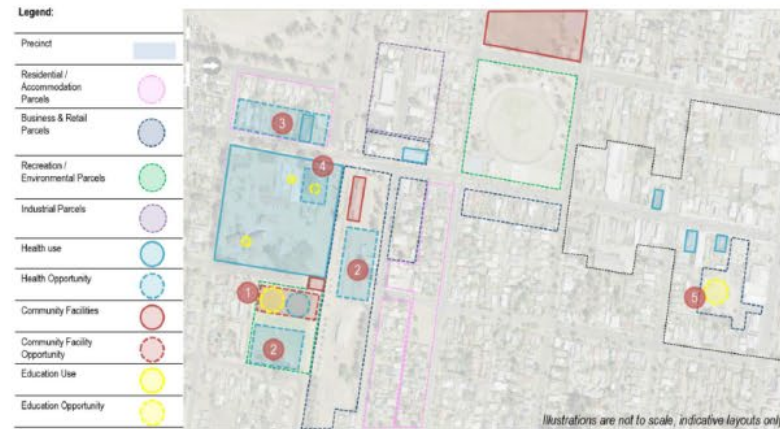 Legend:
Precinct
Residential /
Accommodation
Parcels
Business & Retail
Parcels
Recreation /
Environmental Parcels
Industrial Parcels
Health use
Health Opportunity
Community Facilities
Community Facility
Opportunity
Education Use
Education Opportunity
3
4
2
1
2
5
Illustrations are not to scale, indicative layouts only